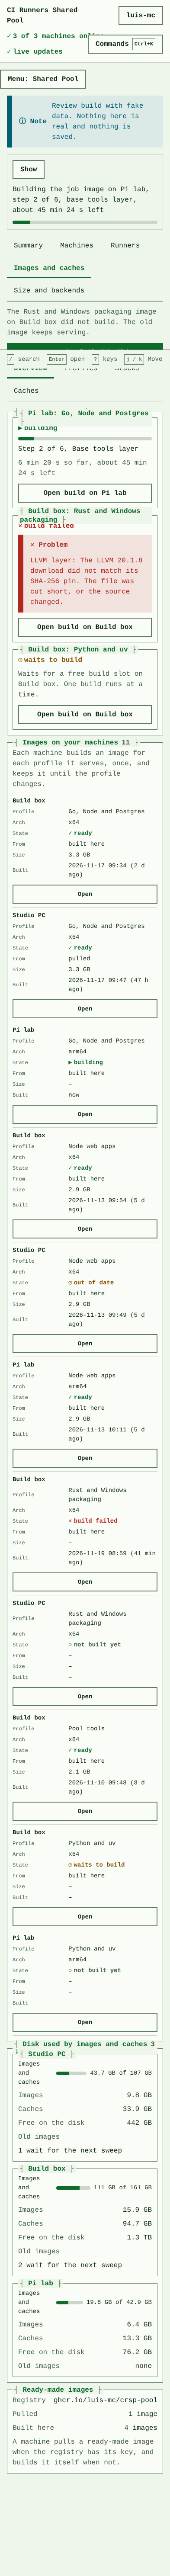 CI Runners Shared Pool
luis-mc
✓ 3 of 3 machines
Commands Ctrl+K
✓ live updates
Menu: Shared Pool
Note
Review build with fake data. Nothing here is real and nothing is saved.
Show
Building the job image on Pi lab, step 2 of 6, base tools layer, about 45 min 24 s left
Summary Machines Runners
Images and caches
Size and backends
The Rust and Windows packaging image on Build box did not build. The old image keeps serving.
/ search Enter open ? keys j / k Move
Caches
Pi lab: Go, Node and Postgres
▶ building
Step 2 of 6, Base tools layer
6 min 20 s so far, about 45 min 24 s left
Open build on Pi lab
Build box: Rust and Windows packaging
× build failed
× Problem
LLVM layer: The LLVM 20.1.8 download did not match its SHA-256 pin. The file was cut short, or the source changed.
Open build on Build box
Build box: Python and uv
waits to build
Waits for a free build slot on Build box. One build runs at a time.
Open build on Build box
Images on your machines 11
Each machine builds an image for each profile it serves, once, and keeps it until the profile changes.
Build box
Profile Go, Node and Postgres
Arch x64
State ✓ ready
From built here
Size 3.3 GB
Built 2026-11-17 09:34 (2 d ago)
Open
Studio PC
Profile Go, Node and Postgres
Arch x64
State ✓ ready
From pulled
Size 3.3 GB
Built 2026-11-17 09:47 (47 h ago)
Open
Pi lab
Profile Go, Node and Postgres
Arch arm64
State ▶ building
From built here
Size –
Built now
Open
Build box
Profile Node web apps
Arch x64
State ✓ ready
From built here
Size 2.9 GB
Built 2026-11-13 09:54 (5 d ago)
Open
Studio PC
Profile Node web apps
Arch x64
State out of date
From built here
Size 2.9 GB
Built 2026-11-13 09:49 (5 d ago)
Open
Pi lab
Profile Node web apps
Arch arm64
State ✓ ready
From built here
Size 2.9 GB
Built 2026-11-13 10:11 (5 d ago)
Open
Build box
Profile Rust and Windows packaging
Arch x64
State × build failed
From built here
Size –
Built 2026-11-19 08:59 (41 min ago)
Open
Studio PC
Profile Rust and Windows packaging
Arch x64
State not built yet
From –
Size –
Built –
Open
Build box
Profile Pool tools
Arch x64
State ✓ ready
From built here
Size 2.1 GB
Built 2026-11-10 09:48 (8 d ago)
Open
Build box
Profile Python and uv
Arch x64
State waits to build
From built here
Size –
Built –
Open
Pi lab
Profile Python and uv
Arch arm64
State not built yet
From –
Size –
Built –
Open
Disk used by images and caches 3
Studio PC
Images and caches 43.7 GB of 107 GB
Images 9.8 GB
Caches 33.9 GB
Free on the disk 442 GB
Old images
1 wait for the next sweep
Build box
Images and caches 111 GB of 161 GB
Images 15.9 GB
Caches 94.7 GB
Free on the disk 1.3 TB
Old images
2 wait for the next sweep
Pi lab
Images and caches 19.8 GB of 42.9 GB
Images 6.4 GB
Caches 13.3 GB
Free on the disk 76.2 GB
Old images none
Ready-made images
Registry ghcr.io/luis-mc/crsp-pool
Pulled 1 image
Built here 4 images
A machine pulls a ready-made image when the registry has its key, and builds it itself when not.